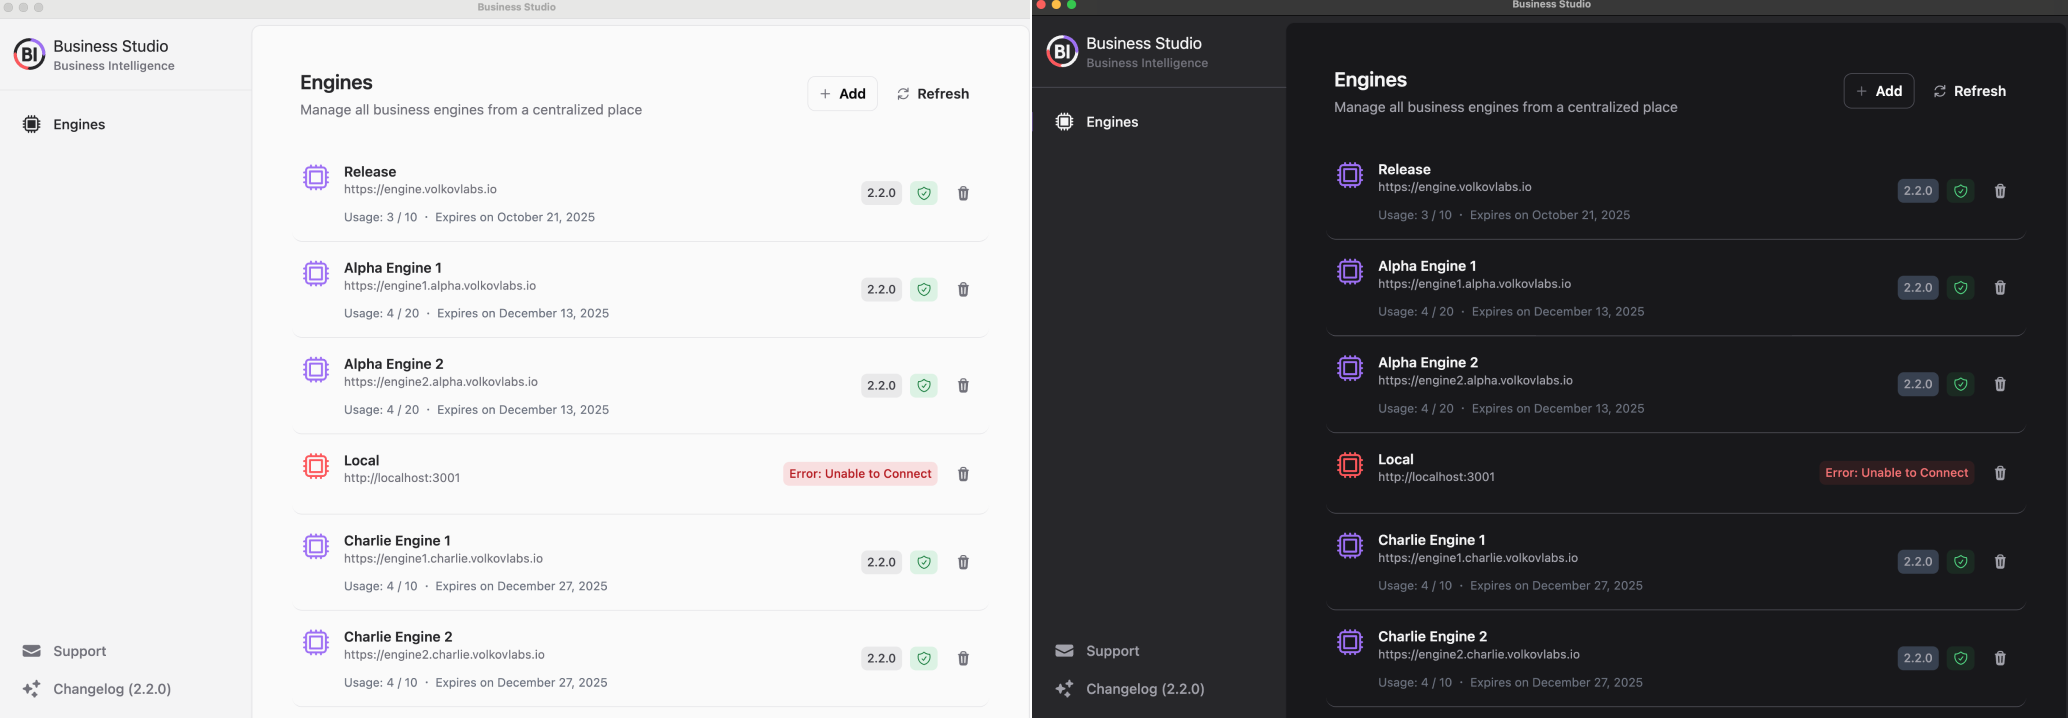 Business Studio
BI
Business Studio
Business Intelligence
Engines
Support
Changelog (2.2.0)
Engines
Manage all business engines from a centralized place
+ Add
Refresh
Release
https://engine.volkovlabs.io
Usage: 3 / 10 · Expires on October 21, 2025
2.2.0
Alpha Engine 1
https://engine1.alpha.volkovlabs.io
Usage: 4 / 20 · Expires on December 13, 2025
2.2.0
Alpha Engine 2
https://engine2.alpha.volkovlabs.io
Usage: 4 / 20 · Expires on December 13, 2025
2.2.0
Local
http://localhost:3001
Error: Unable to Connect
Charlie Engine 1
https://engine1.charlie.volkovlabs.io
Usage: 4 / 10 · Expires on December 27, 2025
2.2.0
Charlie Engine 2
https://engine2.charlie.volkovlabs.io
Usage: 4 / 10 · Expires on December 27, 2025
2.2.0
Business Studio
BI
Business Studio
Business Intelligence
Engines
Support
Changelog (2.2.0)
Engines
Manage all business engines from a centralized place
+ Add
Refresh
Release
https://engine.volkovlabs.io
Usage: 3 / 10 · Expires on October 21, 2025
2.2.0
Alpha Engine 1
https://engine1.alpha.volkovlabs.io
Usage: 4 / 20 · Expires on December 13, 2025
2.2.0
Alpha Engine 2
https://engine2.alpha.volkovlabs.io
Usage: 4 / 20 · Expires on December 13, 2025
2.2.0
Local
http://localhost:3001
Error: Unable to Connect
Charlie Engine 1
https://engine1.charlie.volkovlabs.io
Usage: 4 / 10 · Expires on December 27, 2025
2.2.0
Charlie Engine 2
https://engine2.charlie.volkovlabs.io
Usage: 4 / 10 · Expires on December 27, 2025
2.2.0